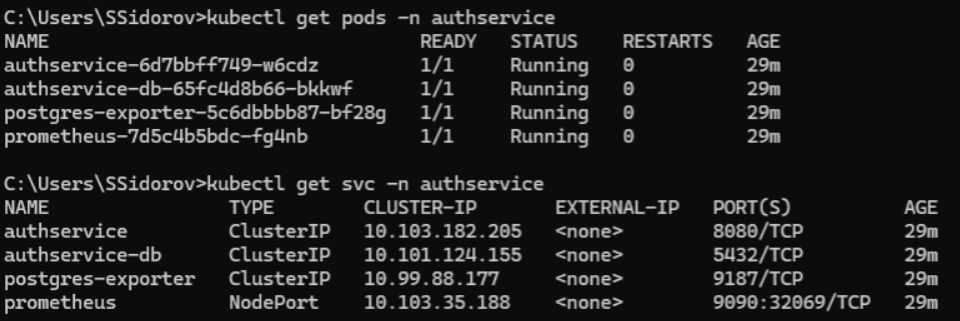 C:\Users\SSidorov>kubectl get pods -n authservice
NAME READY STATUS RESTARTS AGE
authservice-6d7bbff749-w6cdz 1/1 Running 0 29m
authservice-db-65fc4d8b66-bkkwf 1/1 Running 0 29m
postgres-exporter-5c6dbbbb87-bf28g 1/1 Running 0 29m
prometheus-7d5c4b5bdc-fg4nb 1/1 Running 0 29m
C:\Users\SSidorov>kubectl get svc -n authservice
NAME TYPE CLUSTER-IP EXTERNAL-IP PORT(S) AGE
authservice ClusterIP 10.103.182.205 <none> 8080/TCP 29m
authservice-db ClusterIP 10.101.124.155 <none> 5432/TCP 29m
postgres-exporter ClusterIP 10.99.88.177 <none> 9187/TCP 29m
prometheus NodePort 10.103.35.188 <none> 9090:32069/TCP 29m